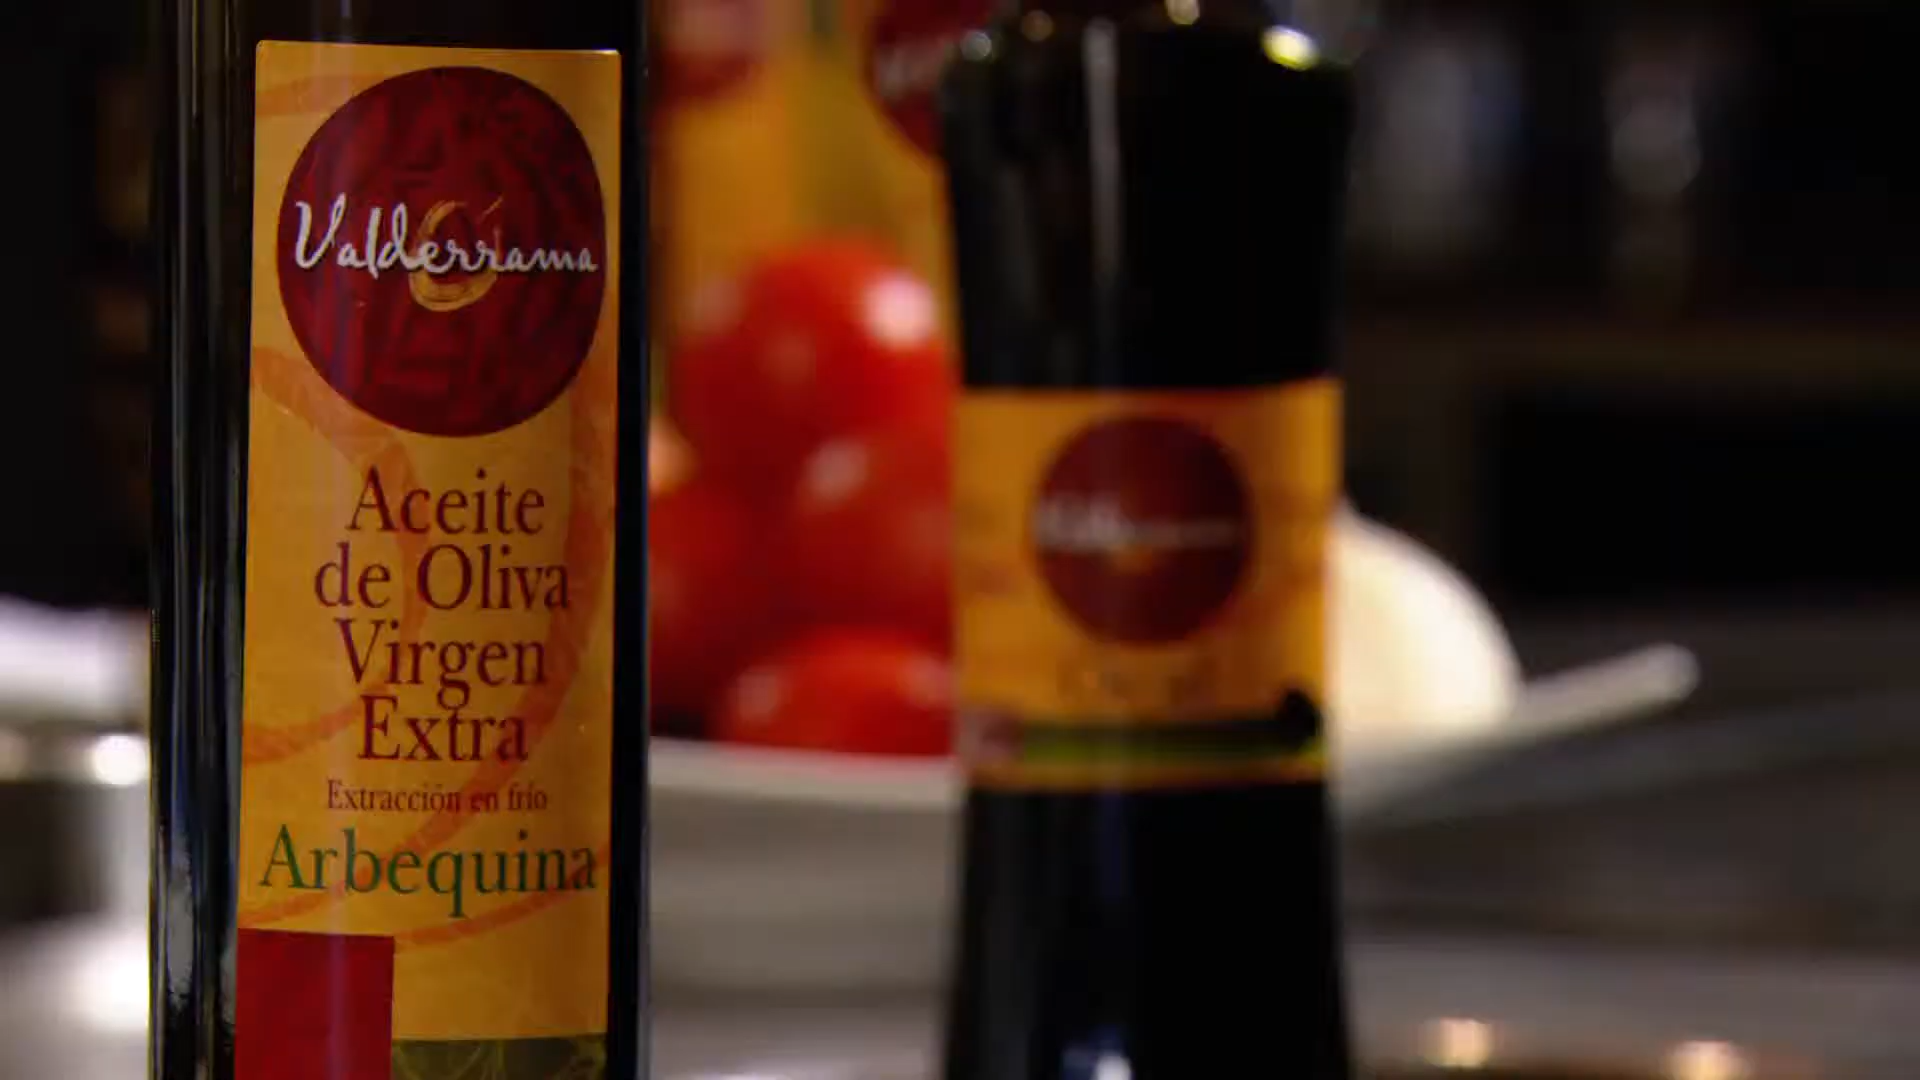 Valderrama
Aceite
de Oliva
Virgen
Extra
Extracción en frío
Arbequina